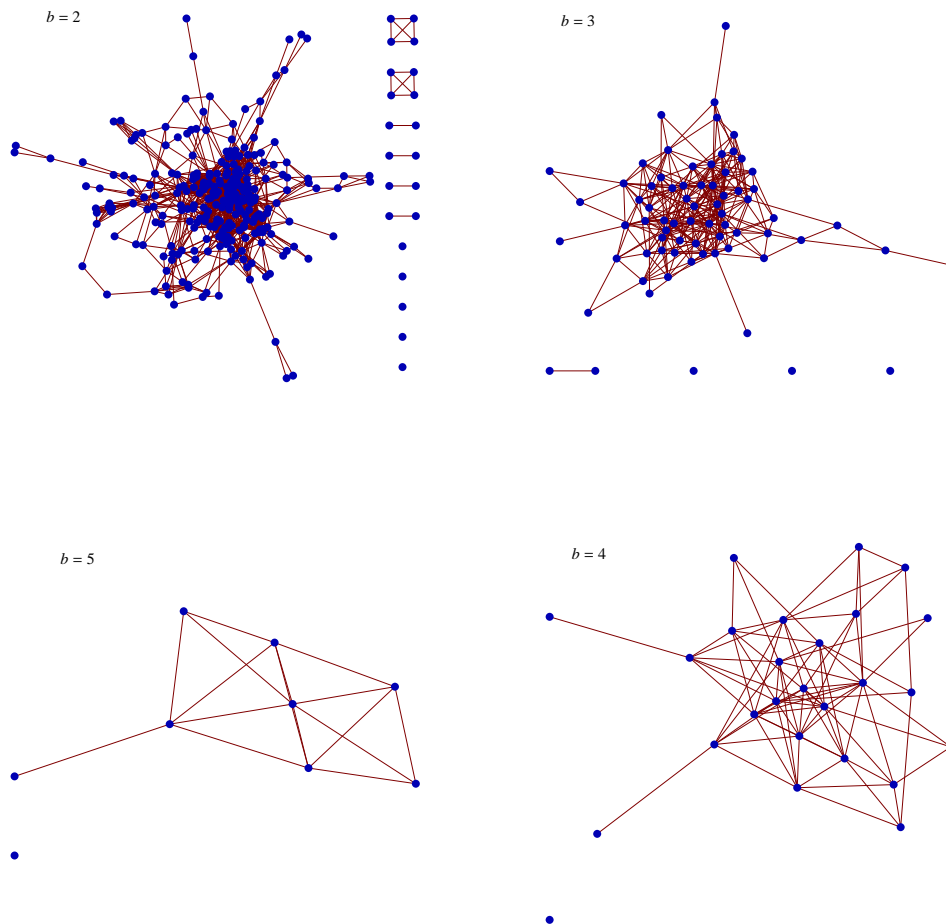 b = 2
b = 3
b = 5
b = 4